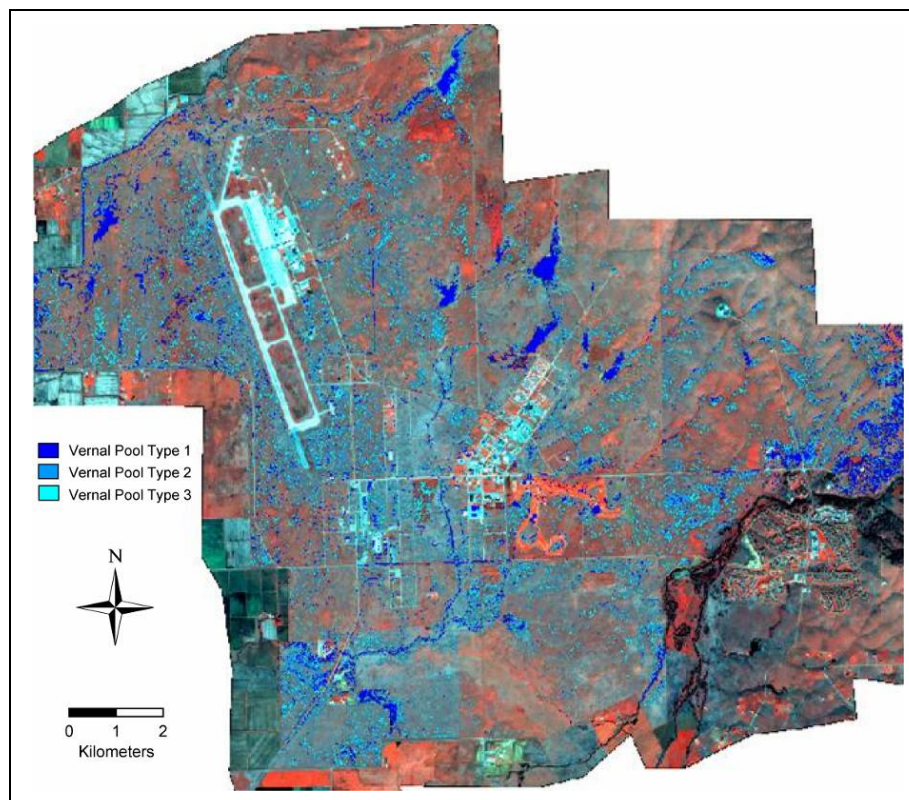 Vernal Pool Type 1
Vernal Pool Type 2
Vernal Pool Type 3
N
0 1 2
Kilometers